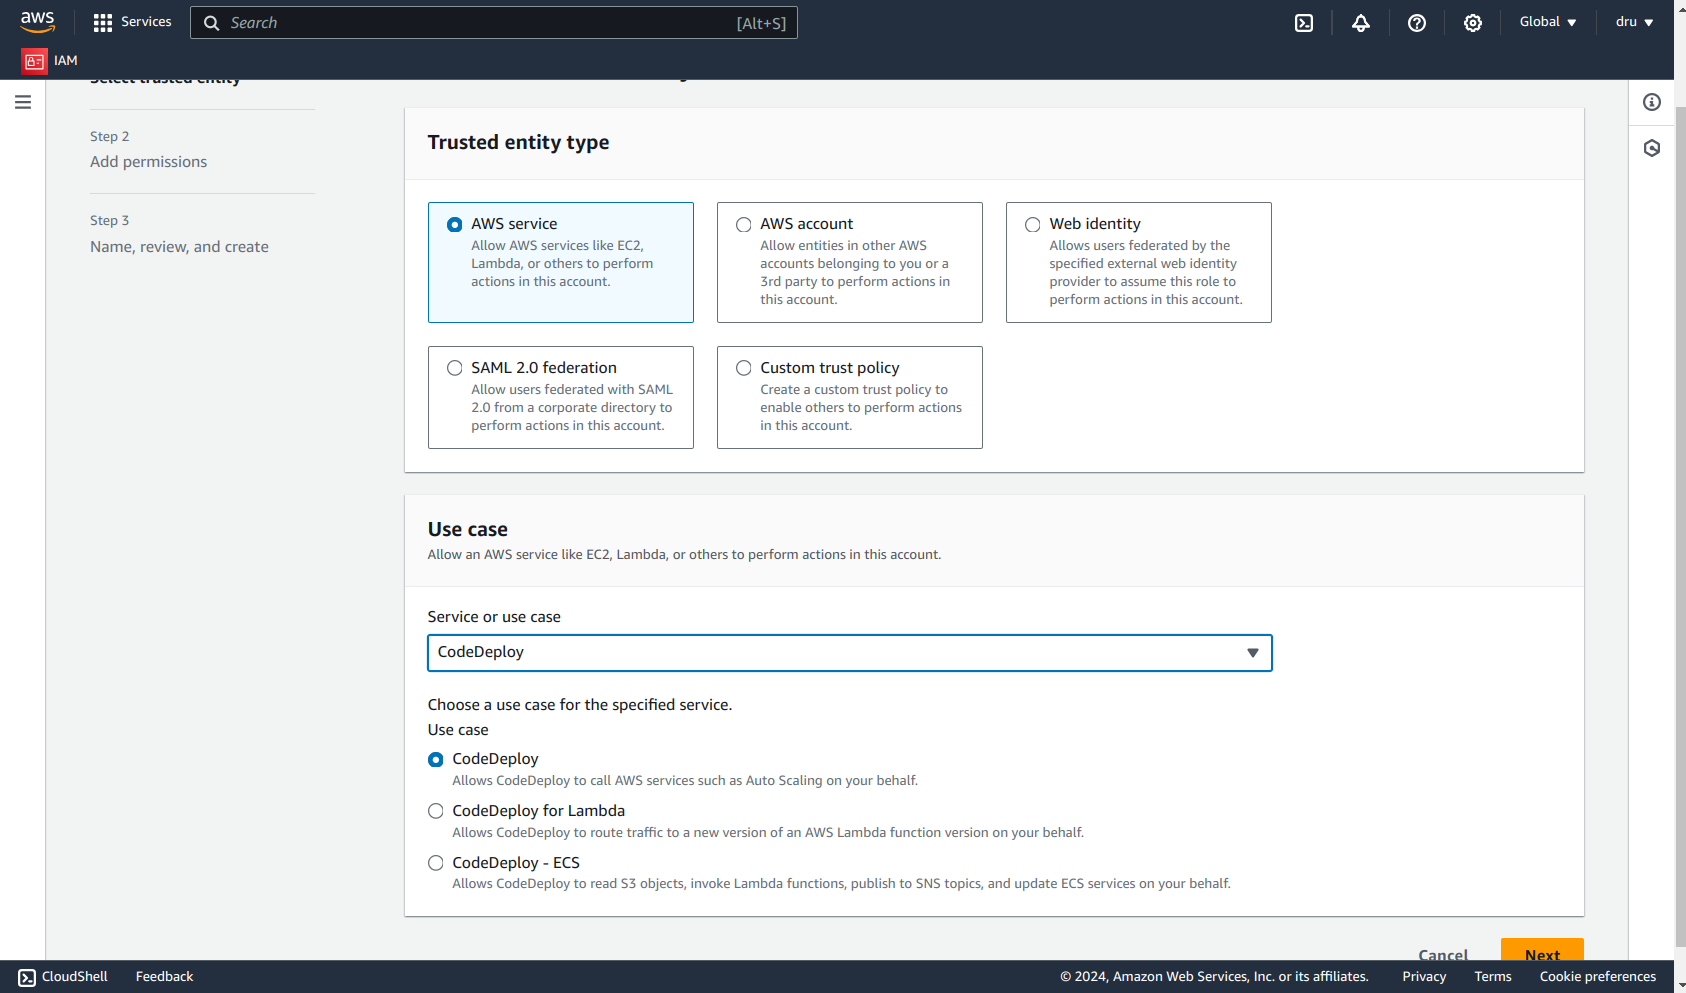 aws
Services
Search
[Alt+S]
Global
dru
IAM
Select trusted entity
Step 2
Add permissions
Step 3
Name, review, and create
Trusted entity type
AWS service
Allow AWS services like EC2,
Lambda, or others to perform
actions in this account.
AWS account
Allow entities in other AWS
accounts belonging to you or a
3rd party to perform actions in
this account.
Web identity
Allows users federated by the
specified external web identity
provider to assume this role to
perform actions in this account.
SAML 2.0 federation
Allow users federated with SAML
2.0 from a corporate directory to
perform actions in this account.
Custom trust policy
Create a custom trust policy to
enable others to perform actions
in this account.
Use case
Allow an AWS service like EC2, Lambda, or others to perform actions in this account.
Service or use case
CodeDeploy
Choose a use case for the specified service.
Use case
CodeDeploy
Allows CodeDeploy to call AWS services such as Auto Scaling on your behalf.
CodeDeploy for Lambda
Allows CodeDeploy to route traffic to a new version of an AWS Lambda function version on your behalf.
CodeDeploy - ECS
Allows CodeDeploy to read S3 objects, invoke Lambda functions, publish to SNS topics, and update ECS services on your behalf.
Cancel
Next
CloudShell
Feedback
© 2024, Amazon Web Services, Inc. or its affiliates.
Privacy
Terms
Cookie preferences